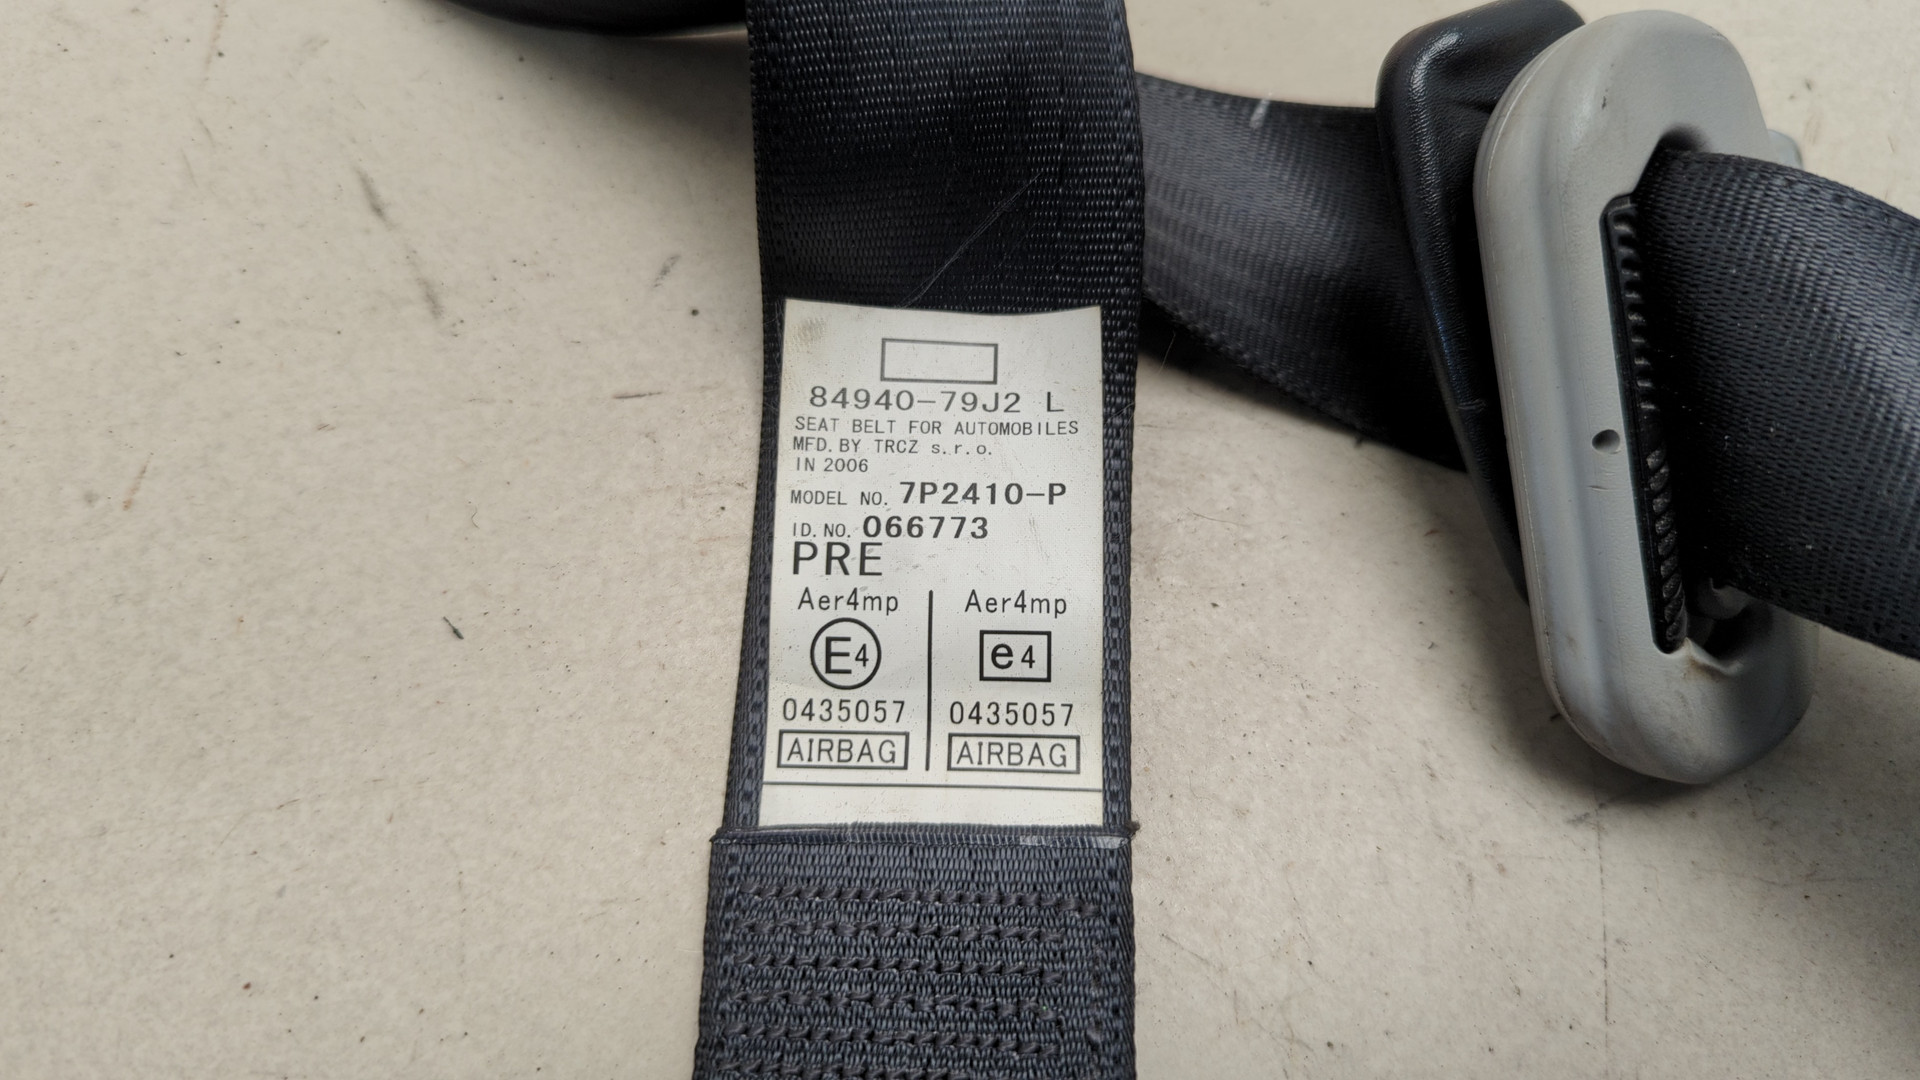 84940-79J2 L
SEAT BELT FOR AUTOMOBILES
MFD. BY TRCZ s.r.o.
IN 2006
MODEL NO. 7P2410-P
ID. NO. 066773
PRE
Aer4mp Aer4mp
E4 e4
0435057 0435057
AIRBAG AIRBAG